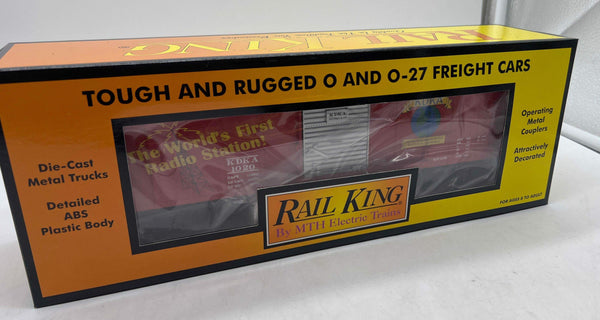 RAIL KING
TOUGH AND RUGGED O AND O-27 FREIGHT CARS
Die-Cast
Metal Trucks
Detailed
ABS
Plastic Body
The World's First
Radio Station!
KDKA
1020
KDKA
Operating
Metal
Couplers
Attractively
Decorated
RAIL KING
By MTH Electric Trains
FOR AGES 8 TO ADULT